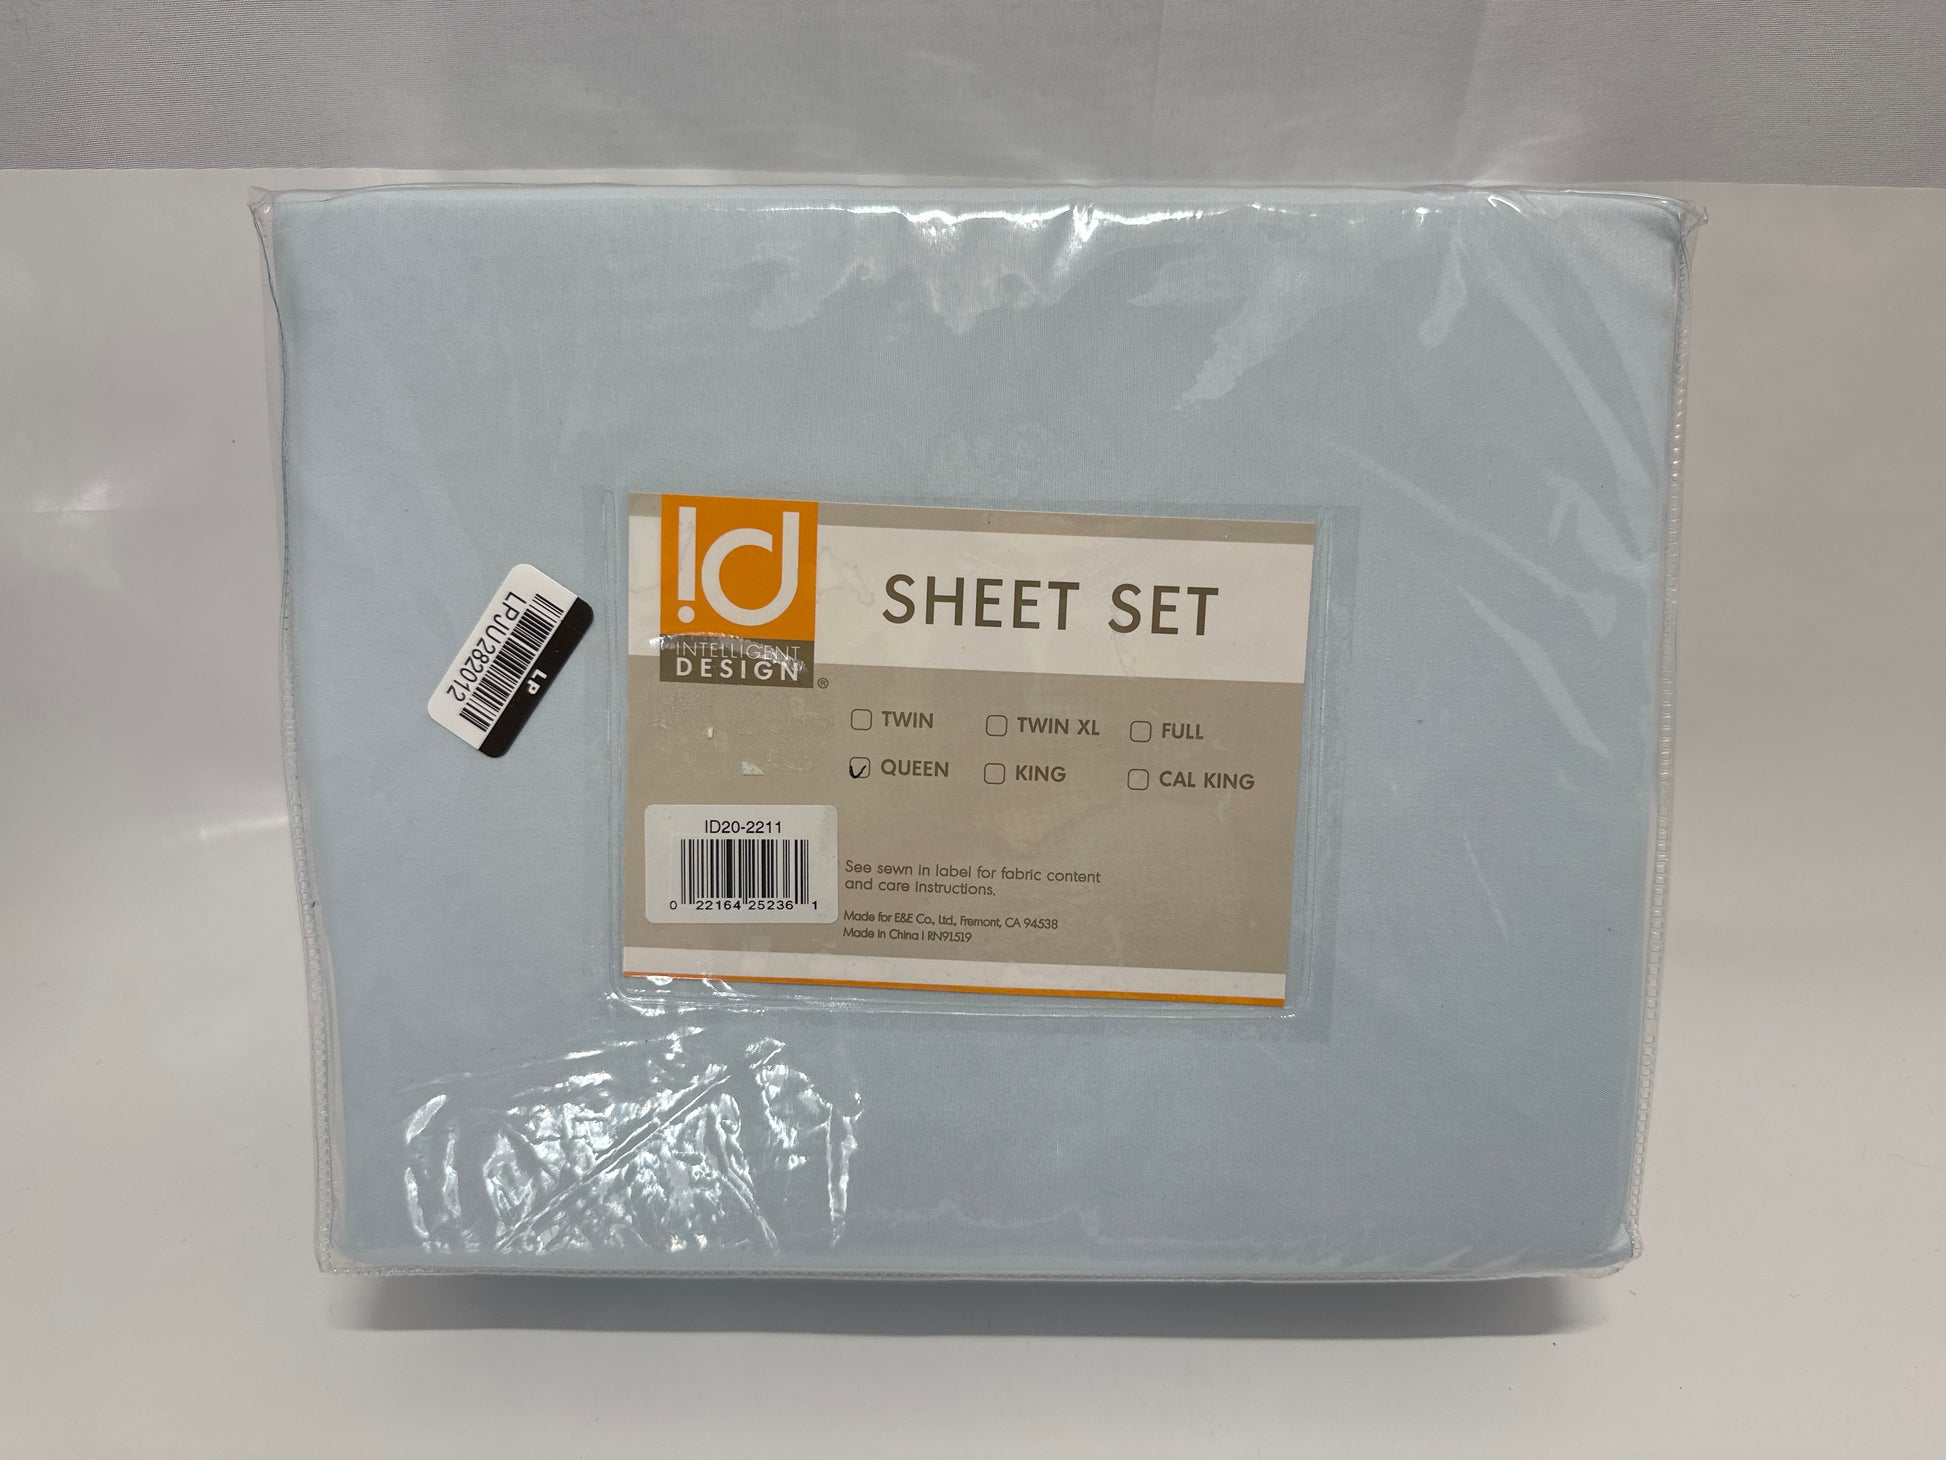 id
INTELLIGENT
DESIGN®
SHEET SET
TWIN
TWIN XL
FULL
QUEEN
KING
CAL KING
ID20-2211
0 22164 25236 1
See sewn in label for fabric content
and care instructions.
Made for E&E Co., Ltd., Fremont, CA 94538
Made in China | RN91519
LPJU282012
LP